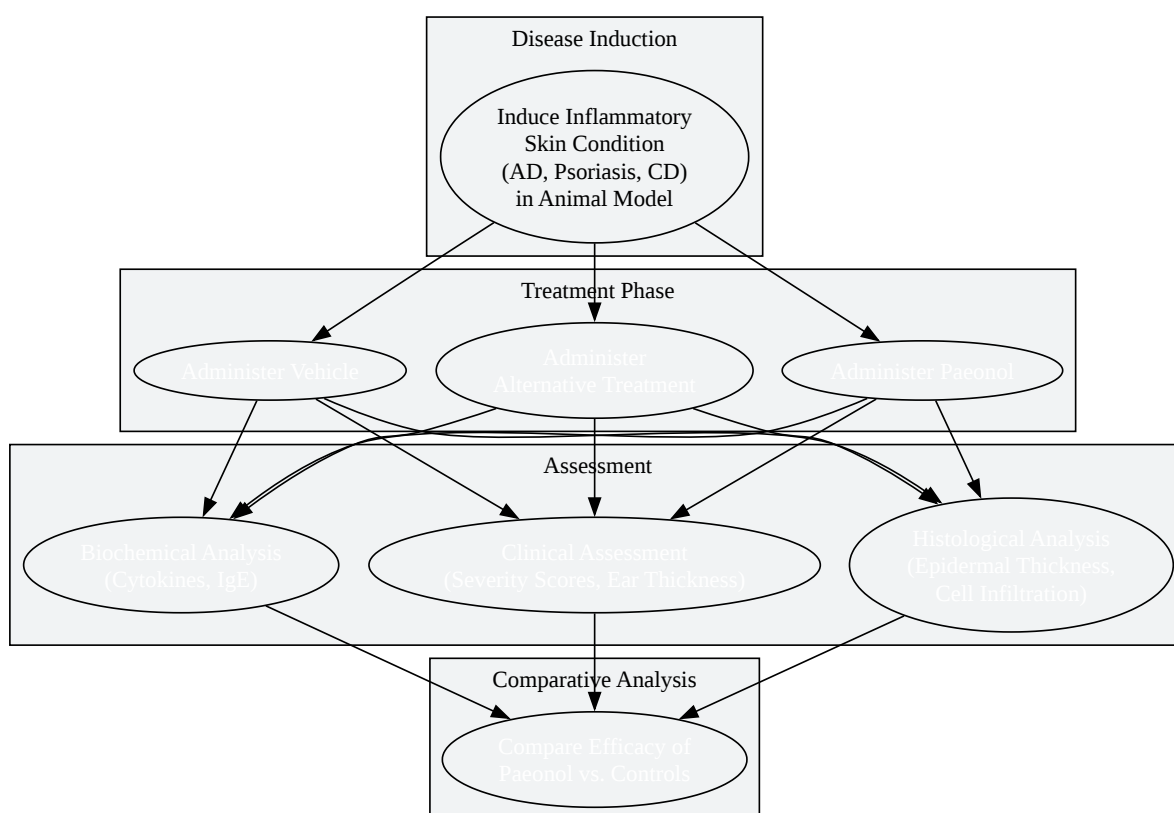 Disease Induction
Induce Inflammatory
Skin Condition
(AD, Psoriasis, CD)
in Animal Model
Treatment Phase
Administer Vehicle
Administer
Alternative Treatment
Administer Paeonol
Assessment
Biochemical Analysis
(Cytokines, IgE)
Clinical Assessment
(Severity Scores, Ear Thickness)
Histological Analysis
(Epidermal Thickness,
Cell Infiltration)
Comparative Analysis
Compare Efficacy of
Paeonol vs. Controls